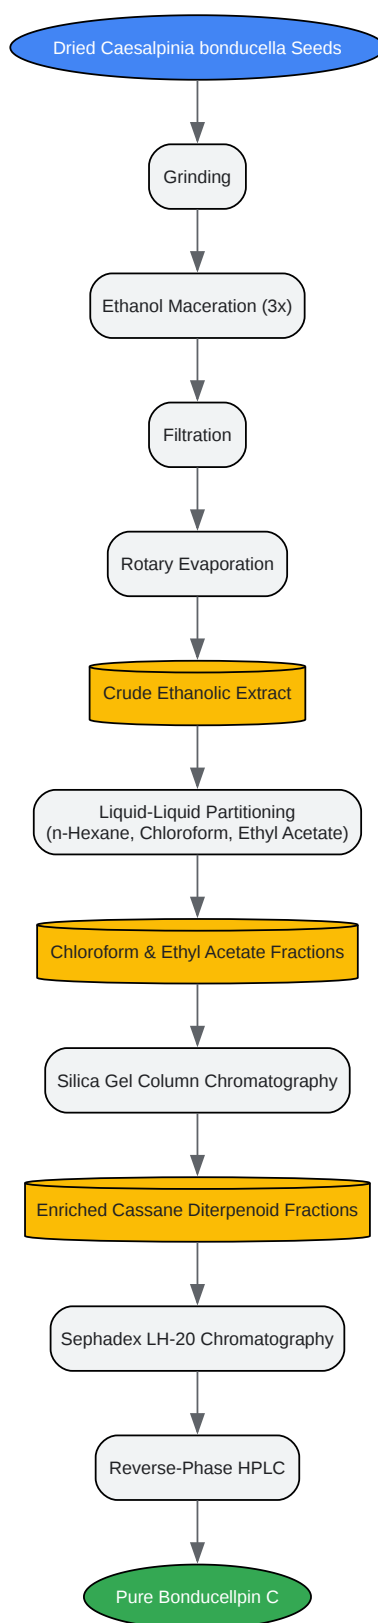 Dried Caesalpinia bonducella Seeds
Grinding
Ethanol Maceration (3x)
Filtration
Rotary Evaporation
Crude Ethanolic Extract
Liquid-Liquid Partitioning
(n-Hexane, Chloroform, Ethyl Acetate)
Chloroform & Ethyl Acetate Fractions
Silica Gel Column Chromatography
Enriched Cassane Diterpenoid Fractions
Sephadex LH-20 Chromatography
Reverse-Phase HPLC
Pure Bonducellpin C